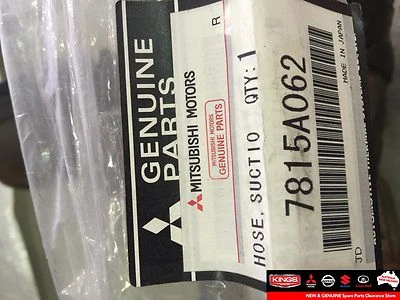 GENUINE
PARTS
MITSUBISHI MOTORS
R
MITSUBISHI MOTORS
GENUINE PARTS
HOSE, SUCTIO QTY: 1
7815A062
MADE IN JAPAN
JD
KINGS
NEW & GENUINE Spare Parts Clearance Store